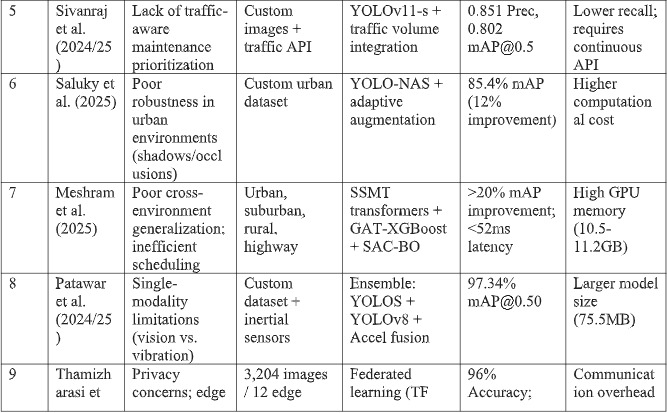 5
Sivanraj
et al.
(2024/25
)
Lack of traffic-
aware
maintenance
prioritization
Custom
images +
traffic API
YOLOv11-s +
traffic volume
integration
0.851 Prec,
0.802
mAP@0.5
Lower recall;
requires
continuous
API
6
Saluky et
al. (2025)
Poor
robustness in
urban
environments
(shadows/occl
usions)
Custom urban
dataset
YOLO-NAS +
adaptive
augmentation
85.4% mAP
(12%
improvement)
Higher
computation
al cost
7
Meshram
et al.
(2025)
Poor cross-
environment
generalization;
inefficient
scheduling
Urban,
suburban,
rural,
highway
SSMT
transformers +
GAT-XGBoost
+ SAC-BO
>20% mAP
improvement;
<52ms
latency
High GPU
memory
(10.5-
11.2GB)
8
Patawar
et al.
(2024/25
)
Single-
modality
limitations
(vision vs.
vibration)
Custom
dataset +
inertial
sensors
Ensemble:
YOLOS +
YOLOv8 +
Accel fusion
97.34%
mAP@0.50
Larger model
size
(75.5MB)
9
Thamizh
arasi et
Privacy
concerns; edge
3,204 images
/ 12 edge
Federated
learning (TF
96%
Accuracy;
Communicat
ion overhead